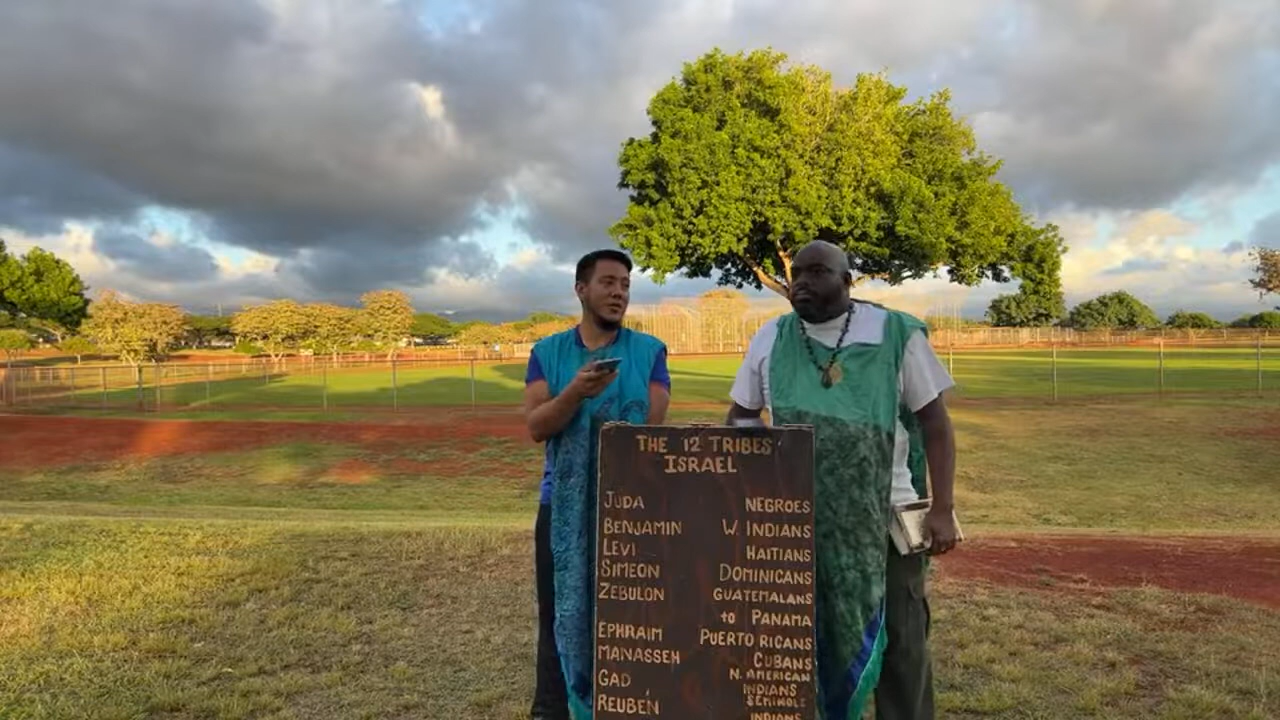 THE 12 TRIBES
ISRAEL
JUDA NEGROES
BENJAMIN W. INDIANS
LEVI HAITIANS
SIMEON DOMINICANS
ZEBULON GUATEMALANS
to PANAMA
EPHRAIM PUERTO RICANS
MANASSEH CUBANS
GAD N. AMERICAN
INDIANS
REUBEN SEMINOLE
INDIANS